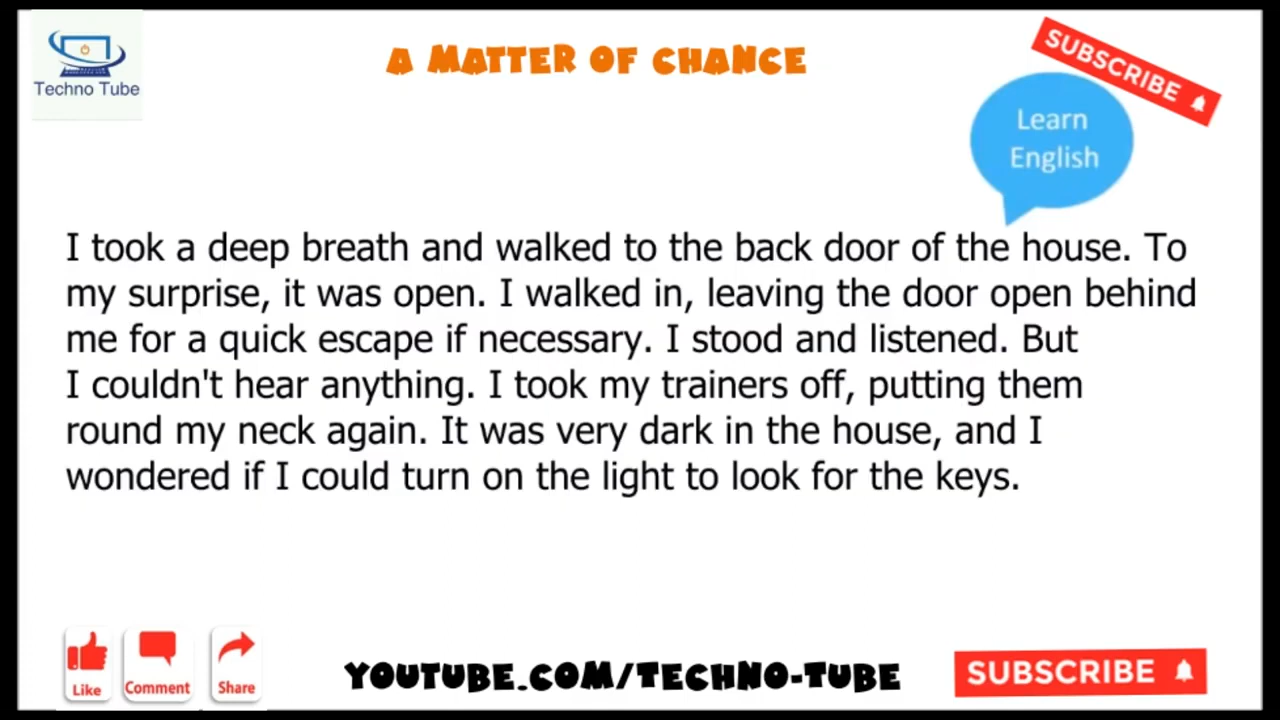 Techno Tube
A MATTER OF CHANCE
SUBSCRIBE
Learn
English
I took a deep breath and walked to the back door of the house. To
my surprise, it was open. I walked in, leaving the door open behind
me for a quick escape if necessary. I stood and listened. But
I couldn't hear anything. I took my trainers off, putting them
round my neck again. It was very dark in the house, and I
wondered if I could turn on the light to look for the keys.
Like
Comment
Share
YOUTUBE.COM/TECHNO-TUBE
SUBSCRIBE